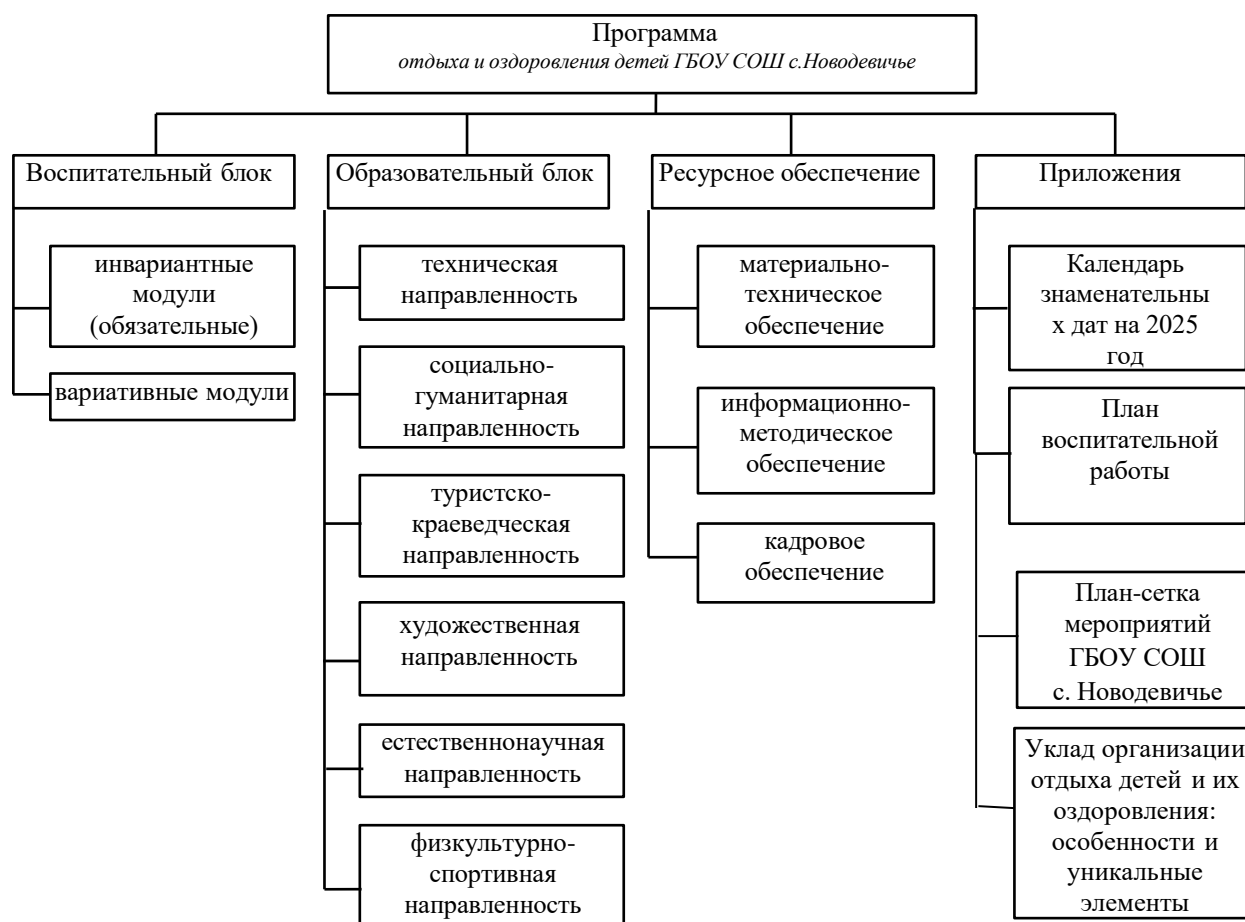 Программа
отдыха и оздоровления детей ГБОУ СОШ с.Новодевичье
Воспитательный блок
инвариантные
модули
(обязательные)
вариативные модули
Образовательный блок
техническая
направленность
социально-
гуманитарная
направленность
туристско-
краеведческая
направленность
художественная
направленность
естественнонаучная
направленность
физкультурно-
спортивная
направленность
Ресурсное обеспечение
материально-
техническое
обеспечение
информационно-
методическое
обеспечение
кадровое
обеспечение
Приложения
Календарь
знаменательны
х дат на 2025
год
План
воспитательной
работы
План-сетка
мероприятий
ГБОУ СОШ
с. Новодевичье
Уклад организации
отдыха детей и их
оздоровления:
особенности и
уникальные
элементы